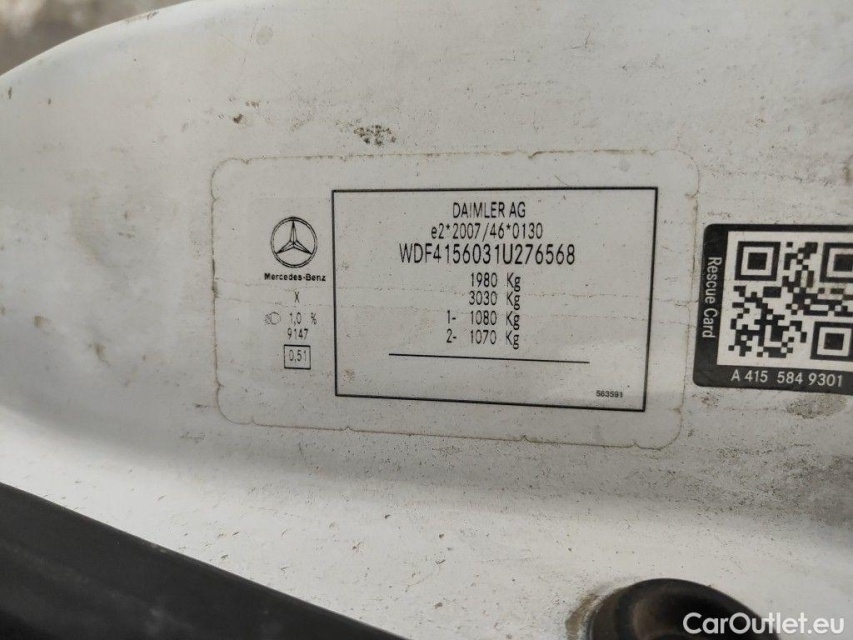 DAIMLER AG
e2*2007/46*0130
WDF4156031U276568
1980 Kg
3030 Kg
1- 1080 Kg
2- 1070 Kg
563591
Mercedes-Benz
X
1,0 %
9147
0,51
Rescue Card
A 415 584 9301
CarOutlet.eu